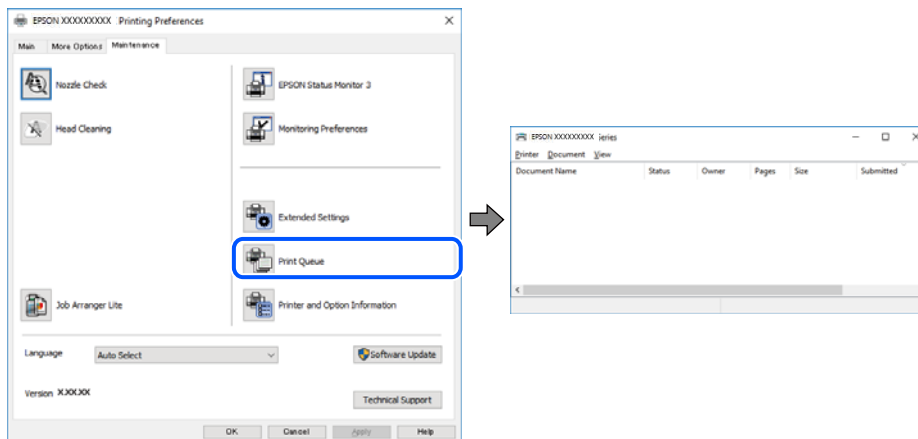 EPSON XXXXXXXXX Printing Preferences
Main More Options Maintenance
Nozzle Check
EPSON Status Monitor 3
Head Cleaning
Monitoring Preferences
Extended Settings
Print Queue
Job Arranger Lite
Printer and Option Information
Language Auto Select Software Update
Version X.XX.XX
Technical Support
OK Cancel Apply Help
EPSON XXXXXXXXX ieries
Printer Document View
Document Name Status Owner Pages Size Submitted